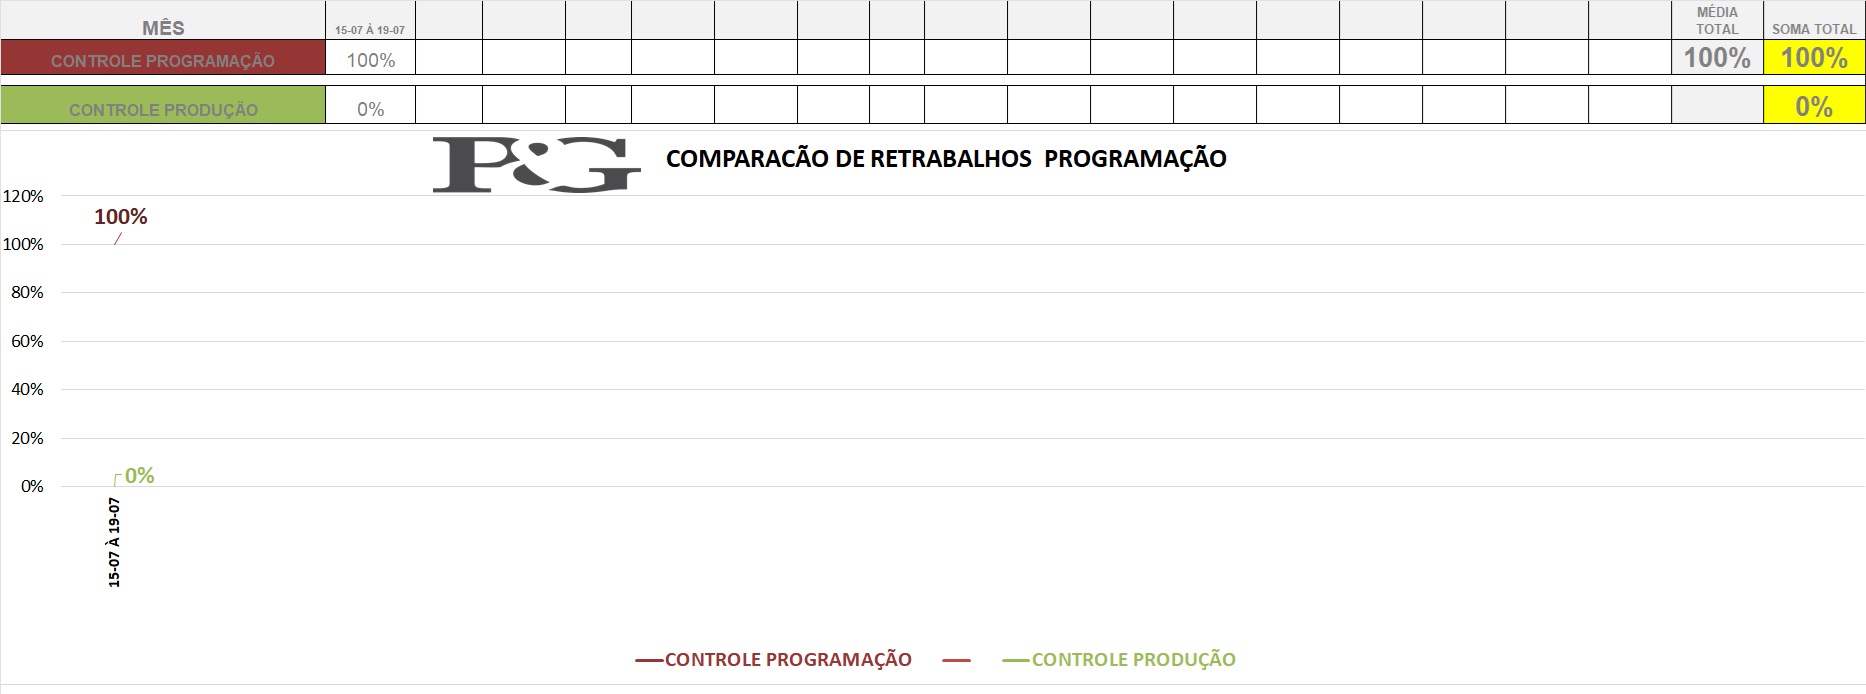 MÊS 15-07 À 19-07 MÉDIA TOTAL SOMA TOTAL
CONTROLE PROGRAMAÇÃO 100% 100% 100%
CONTROLE PRODUÇÃO 0% 0%
P&G COMPARACÃO DE RETRABALHOS PROGRAMAÇÃO
120%
100%
100%
80%
60%
40%
20%
0%
0%
15-07 À 19-07
CONTROLE PROGRAMAÇÃO CONTROLE PRODUÇÃO